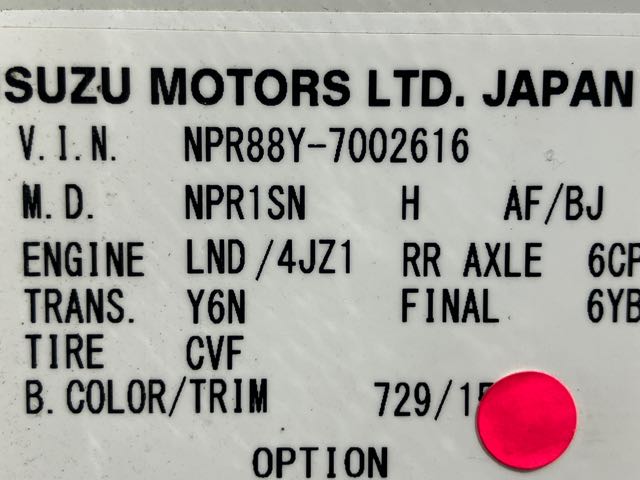 SUZU MOTORS LTD. JAPAN
V.I.N. NPR88Y-7002616
M.D. NPR1SN H AF/BJ
ENGINE LND/4JZ1 RR AXLE 6CP
TRANS. Y6N FINAL 6YB
TIRE CVF
B.COLOR/TRIM 729/15
OPTION